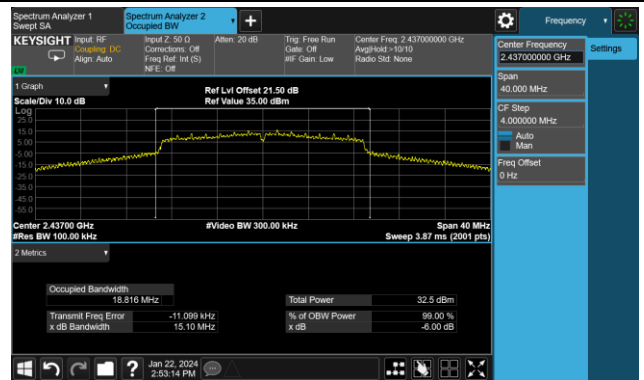 Spectrum Analyzer 1
Swept SA
Spectrum Analyzer 2
Occupied BW
+
Frequency
KEYSIGHT
Input: RF
Coupling: DC
Align: Auto
Input Z: 50 Ω
Corrections: Off
Freq Ref: Int (S)
NFE: Off
Atten: 20 dB
Trig: Free Run
Gate: Off
#IF Gain: Low
Center Freq: 2.437000000 GHz
Avg|Hold:>10/10
Radio Std: None
Center Frequency
2.437000000 GHz
Settings
Span
40.000 MHz
CF Step
4.000000 MHz
Auto
Man
Freq Offset
0 Hz
1 Graph
Scale/Div 10.0 dB
Ref Lvl Offset 21.50 dB
Ref Value 35.00 dBm
Log
25.0
15.0
5.00
-5.00
-15.0
-25.0
-35.0
-45.0
-55.0
Center 2.43700 GHz
#Res BW 100.00 kHz
#Video BW 300.00 kHz
Span 40 MHz
Sweep 3.87 ms (2001 pts)
2 Metrics
Occupied Bandwidth
18.816 MHz
Total Power 32.5 dBm
Transmit Freq Error -11.099 kHz
% of OBW Power 99.00 %
x dB Bandwidth 15.10 MHz
x dB -6.00 dB
?
Jan 22, 2024
2:53:14 PM